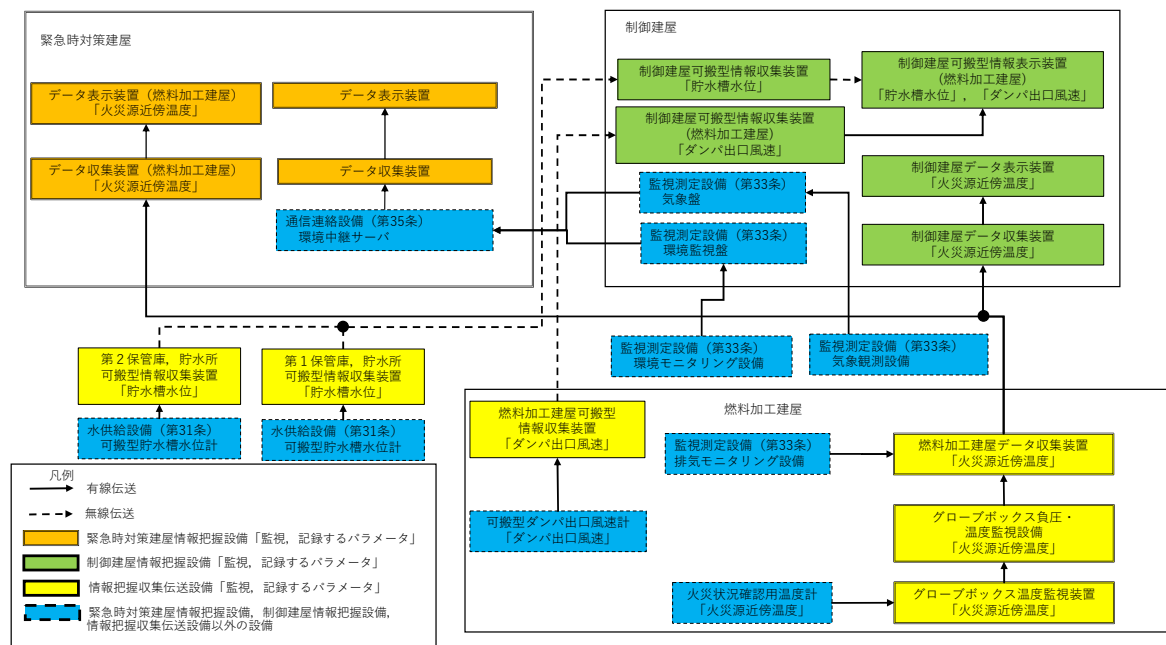 緊急時対策建屋
データ表示装置（燃料加工建屋）
「火災源近傍温度」
データ表示装置
データ収集装置（燃料加工建屋）
「火災源近傍温度」
データ収集装置
通信連絡設備（第35条）
環境中継サーバ
制御建屋
制御建屋可搬型情報収集装置
「貯水槽水位」
制御建屋可搬型情報表示装置
(燃料加工建屋)
「貯水槽水位」，「ダンパ出口風速」
制御建屋可搬型情報収集装置
(燃料加工建屋)
「ダンパ出口風速」
制御建屋データ表示装置
「火災源近傍温度」
監視測定設備（第33条）
気象盤
監視測定設備（第33条）
環境監視盤
制御建屋データ収集装置
「火災源近傍温度」
第２保管庫，貯水所
可搬型情報収集装置
「貯水槽水位」
第１保管庫，貯水所
可搬型情報収集装置
「貯水槽水位」
水供給設備（第31条）
可搬型貯水槽水位計
水供給設備（第31条）
可搬型貯水槽水位計
監視測定設備（第33条）
環境モニタリング設備
監視測定設備（第33条）
気象観測設備
燃料加工建屋
燃料加工建屋可搬型
情報収集装置
「ダンパ出口風速」
監視測定設備（第33条）
排気モニタリング設備
燃料加工建屋データ収集装置
「火災源近傍温度」
可搬型ダンパ出口風速計
「ダンパ出口風速」
グローブボックス負圧・
温度監視設備
「火災源近傍温度」
火災状況確認用温度計
「火災源近傍温度」
グローブボックス温度監視装置
「火災源近傍温度」
凡例
有線伝送
無線伝送
緊急時対策建屋情報把握設備「監視，記録するパラメータ」
制御建屋情報把握設備「監視，記録するパラメータ」
情報把握収集伝送設備「監視，記録するパラメータ」
緊急時対策建屋情報把握設備，制御建屋情報把握設備，
情報把握収集伝送設備以外の設備